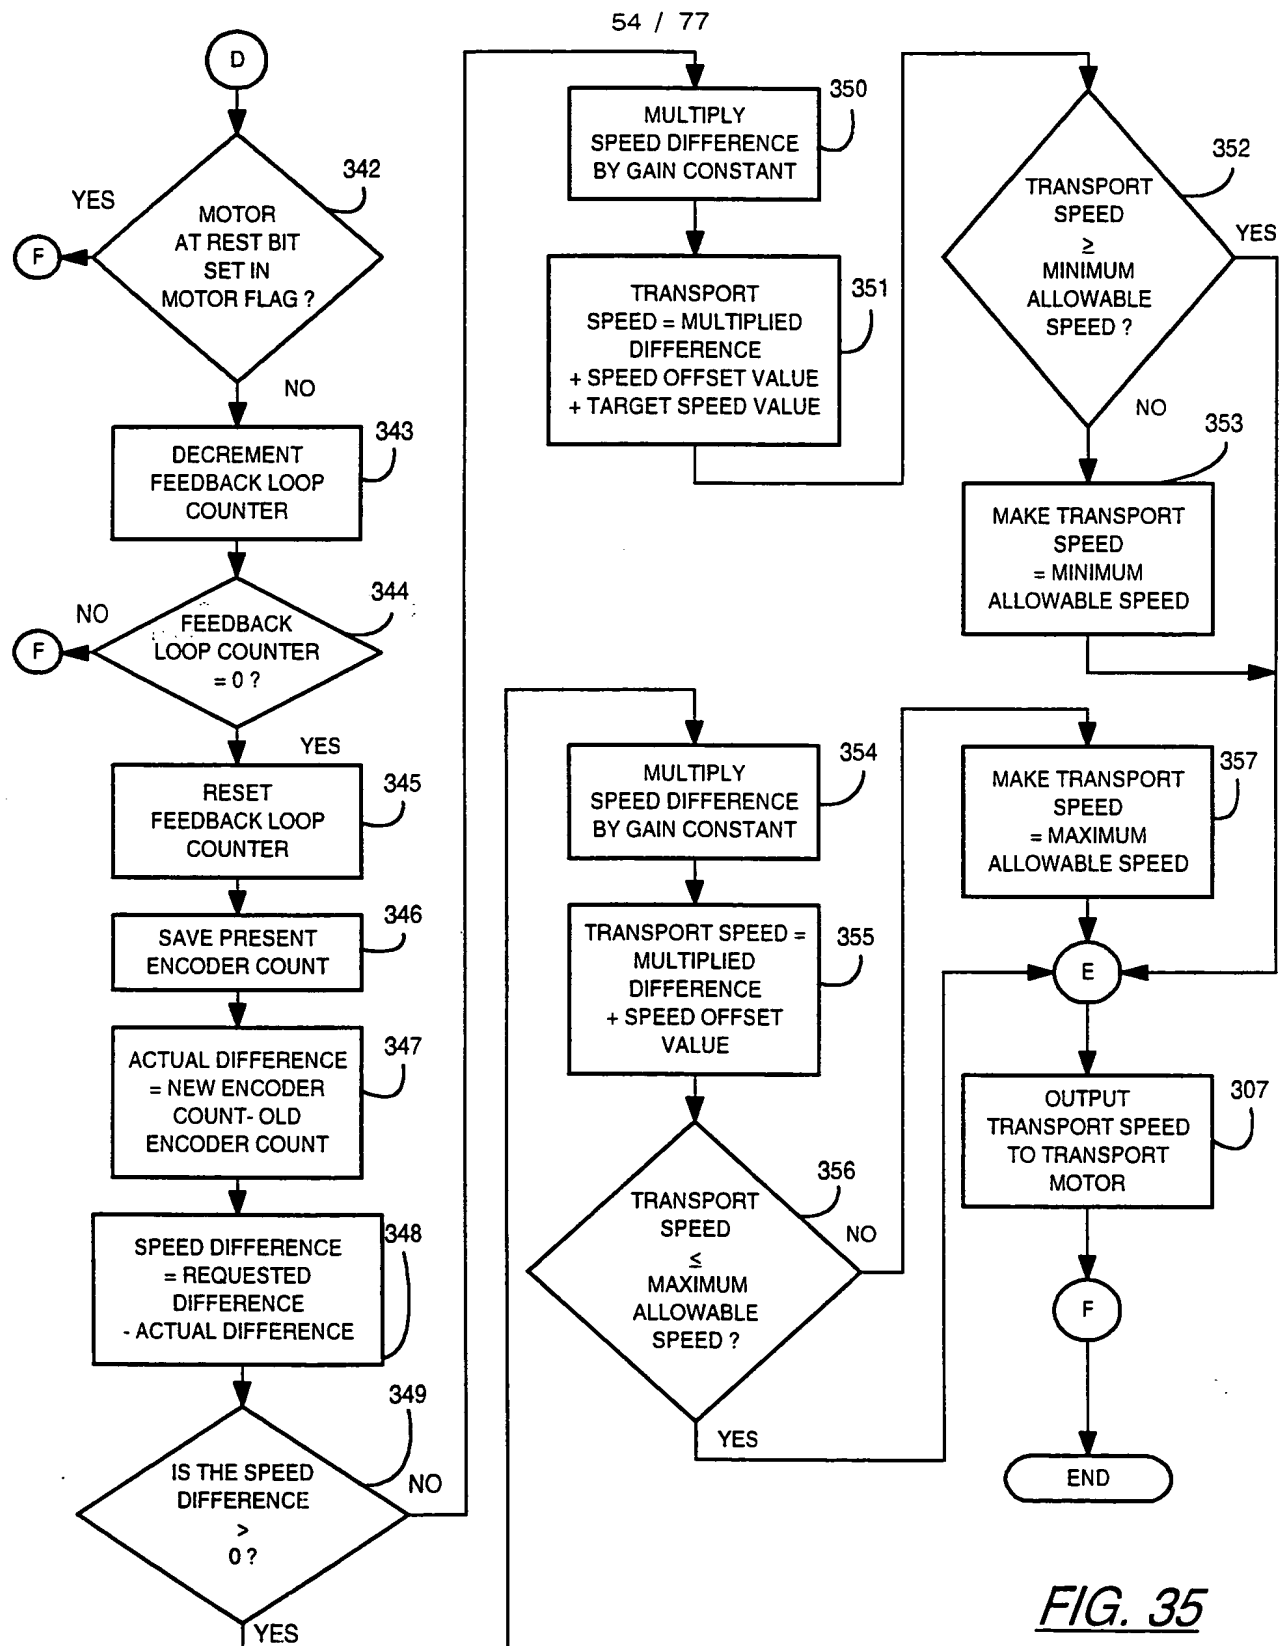 54 / 77
D
342
YES
MOTOR
AT REST BIT
SET IN
MOTOR FLAG ?
F
NO
343
DECREMENT
FEEDBACK LOOP
COUNTER
344
NO
FEEDBACK
LOOP COUNTER
= 0 ?
F
YES
345
RESET
FEEDBACK LOOP
COUNTER
346
SAVE PRESENT
ENCODER COUNT
347
ACTUAL DIFFERENCE
= NEW ENCODER
COUNT- OLD
ENCODER COUNT
348
SPEED DIFFERENCE
= REQUESTED
DIFFERENCE
- ACTUAL DIFFERENCE
349
IS THE SPEED
DIFFERENCE
>
0 ?
NO
YES
350
MULTIPLY
SPEED DIFFERENCE
BY GAIN CONSTANT
351
TRANSPORT
SPEED = MULTIPLIED
DIFFERENCE
+ SPEED OFFSET VALUE
+ TARGET SPEED VALUE
352
TRANSPORT
SPEED
≥
MINIMUM
ALLOWABLE
SPEED ?
YES
NO
353
MAKE TRANSPORT
SPEED
= MINIMUM
ALLOWABLE SPEED
354
MULTIPLY
SPEED DIFFERENCE
BY GAIN CONSTANT
355
TRANSPORT SPEED =
MULTIPLIED
DIFFERENCE
+ SPEED OFFSET
VALUE
356
TRANSPORT
SPEED
≤
MAXIMUM
ALLOWABLE
SPEED ?
NO
YES
357
MAKE TRANSPORT
SPEED
= MAXIMUM
ALLOWABLE SPEED
E
307
OUTPUT
TRANSPORT SPEED
TO TRANSPORT
MOTOR
F
END
FIG. 35